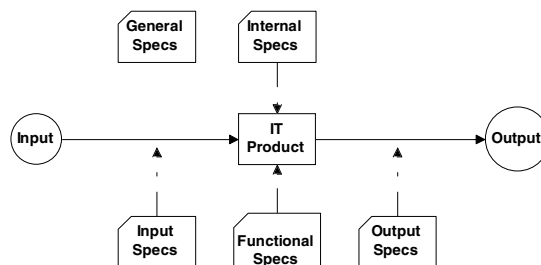 General
Specs
Internal
Specs
Input
IT
Product
Output
Input
Specs
Functional
Specs
Output
Specs